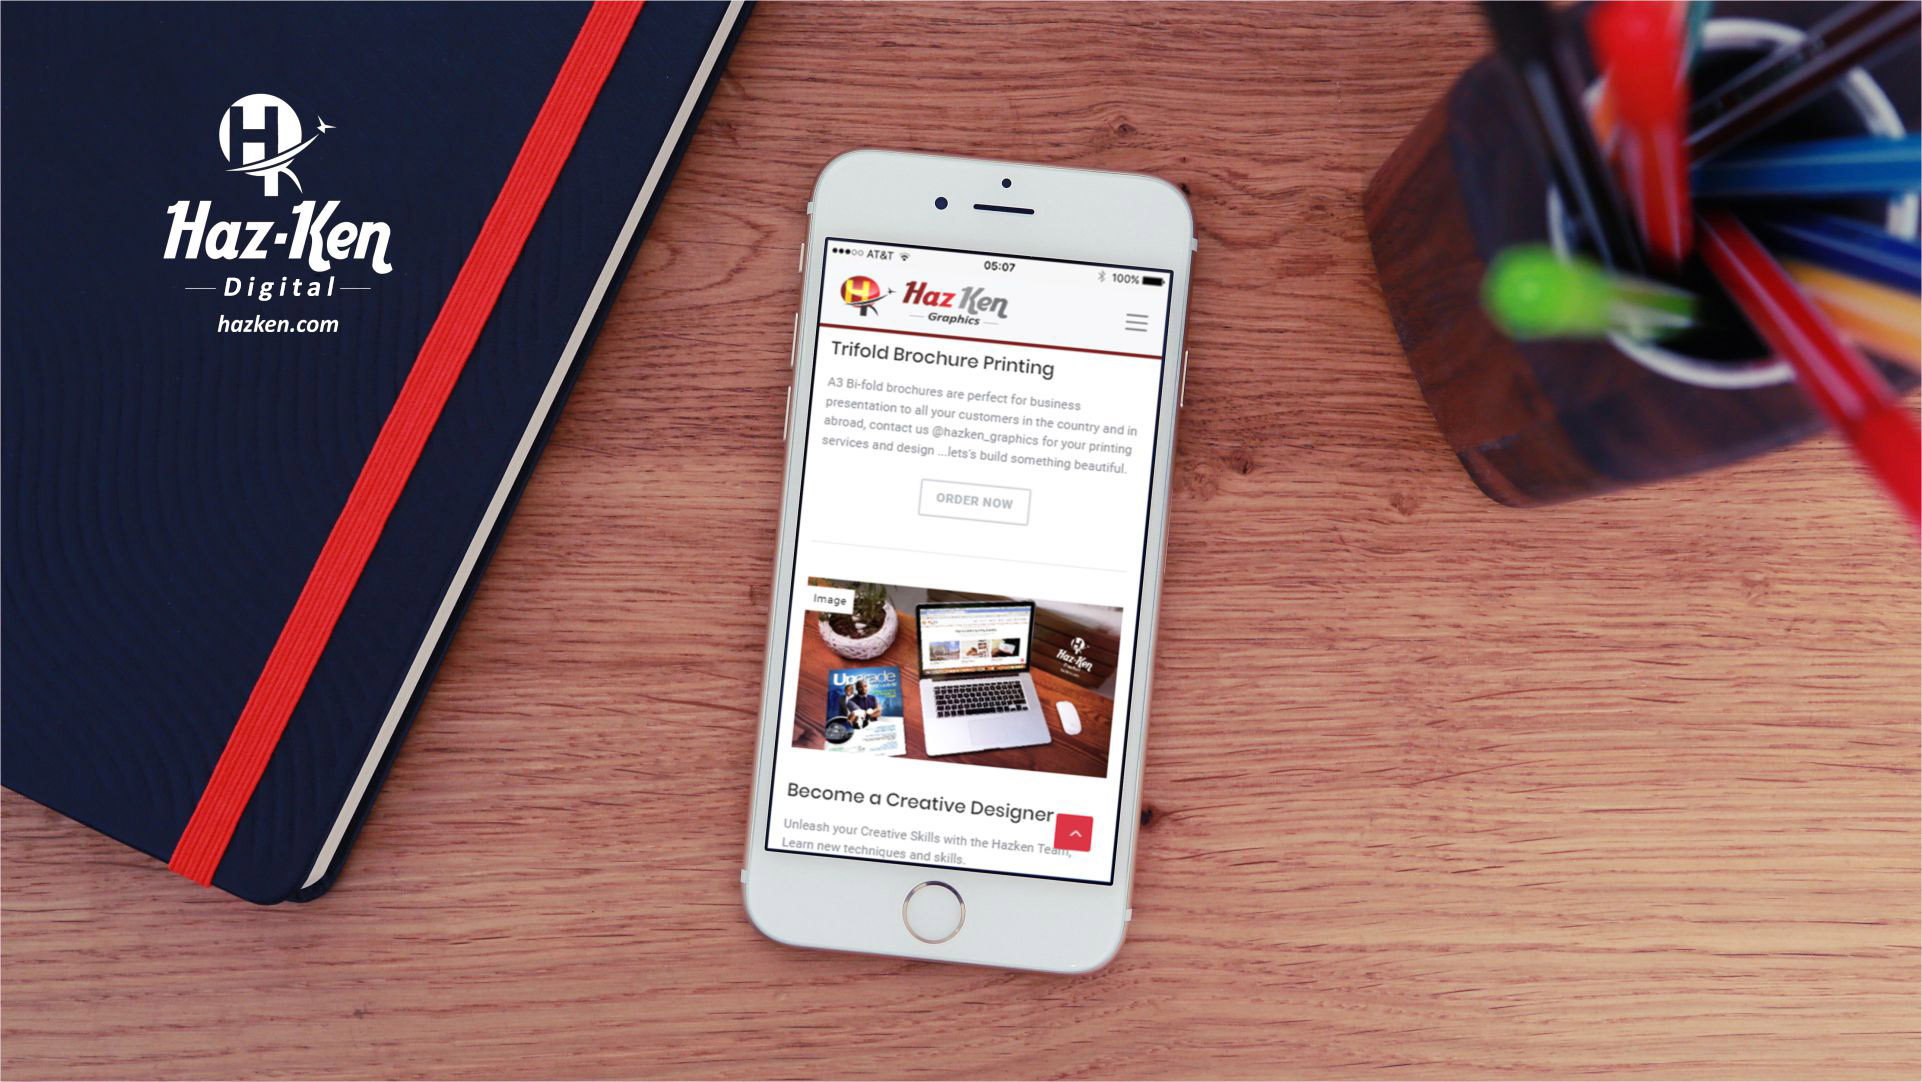 Haz-Ken
Digital
hazken.com
AT&T
05:07
100%
Haz Ken
Graphics
Trifold Brochure Printing
A3 Bi-fold brochures are perfect for business
presentation to all your customers in the country and in
abroad, contact us @hazken_graphics for your printing
services and design ...lets's build something beautiful.
ORDER NOW
Image
Upgrade
Haz-Ken
Become a Creative Designer
Unleash your Creative Skills with the Hazken Team,
Learn new techniques and skills.